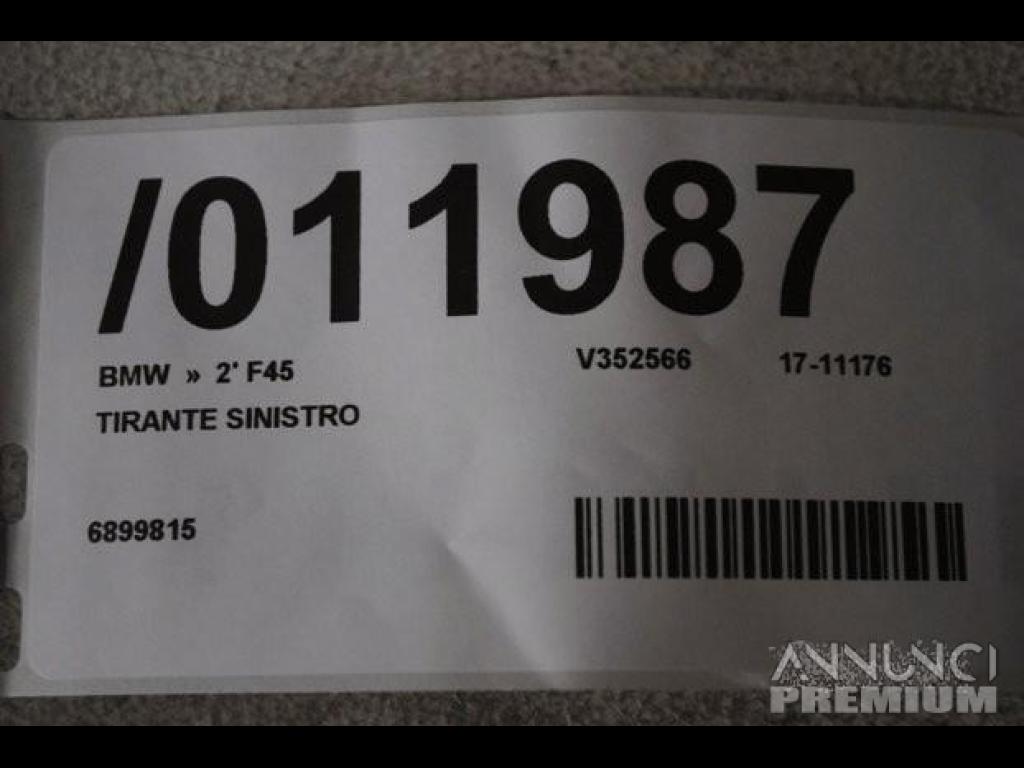 /011987
BMW » 2' F45 V352566 17-11176
TIRANTE SINISTRO
6899815
ANNUNCI
PREMIUM